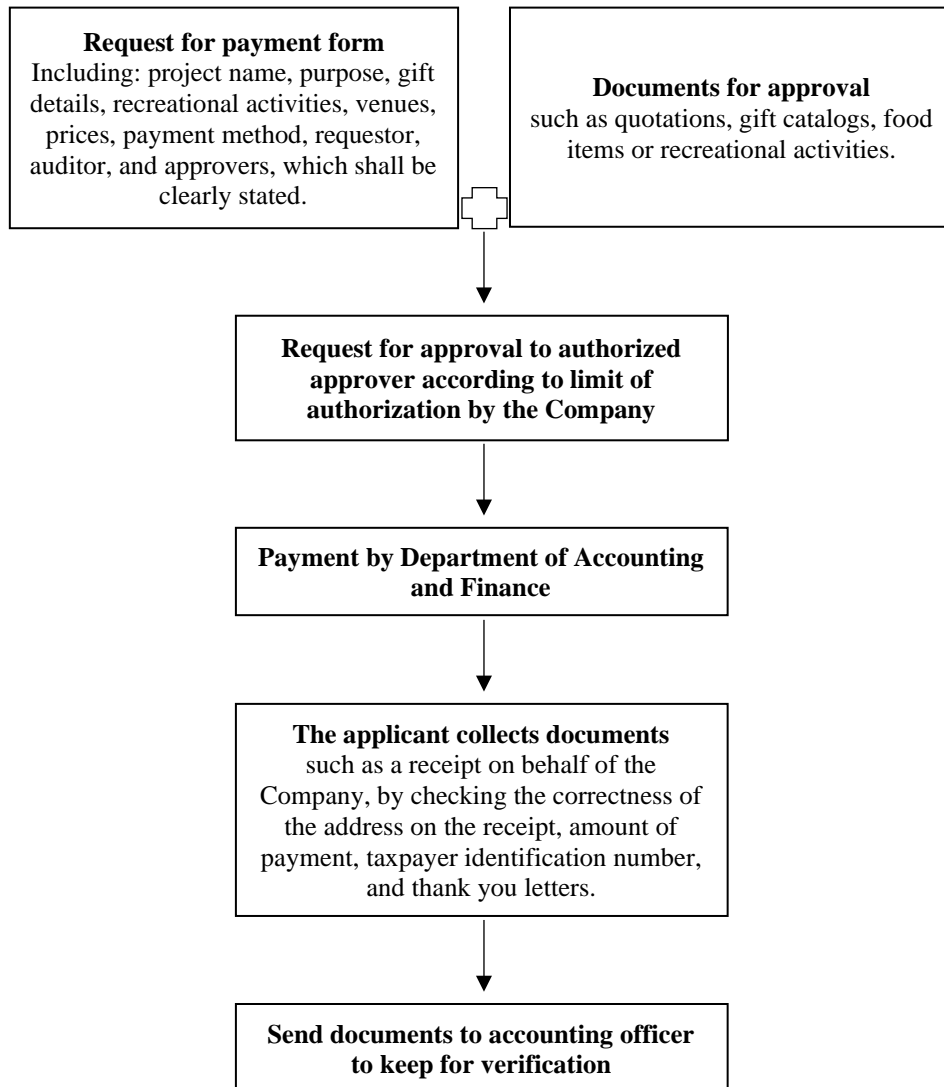 Request for payment form
Including: project name, purpose, gift
details, recreational activities, venues,
prices, payment method, requestor,
auditor, and approvers, which shall be
clearly stated.
Documents for approval
such as quotations, gift catalogs, food
items or recreational activities.
Request for approval to authorized
approver according to limit of
authorization by the Company
Payment by Department of Accounting
and Finance
The applicant collects documents
such as a receipt on behalf of the
Company, by checking the correctness of
the address on the receipt, amount of
payment, taxpayer identification number,
and thank you letters.
Send documents to accounting officer
to keep for verification